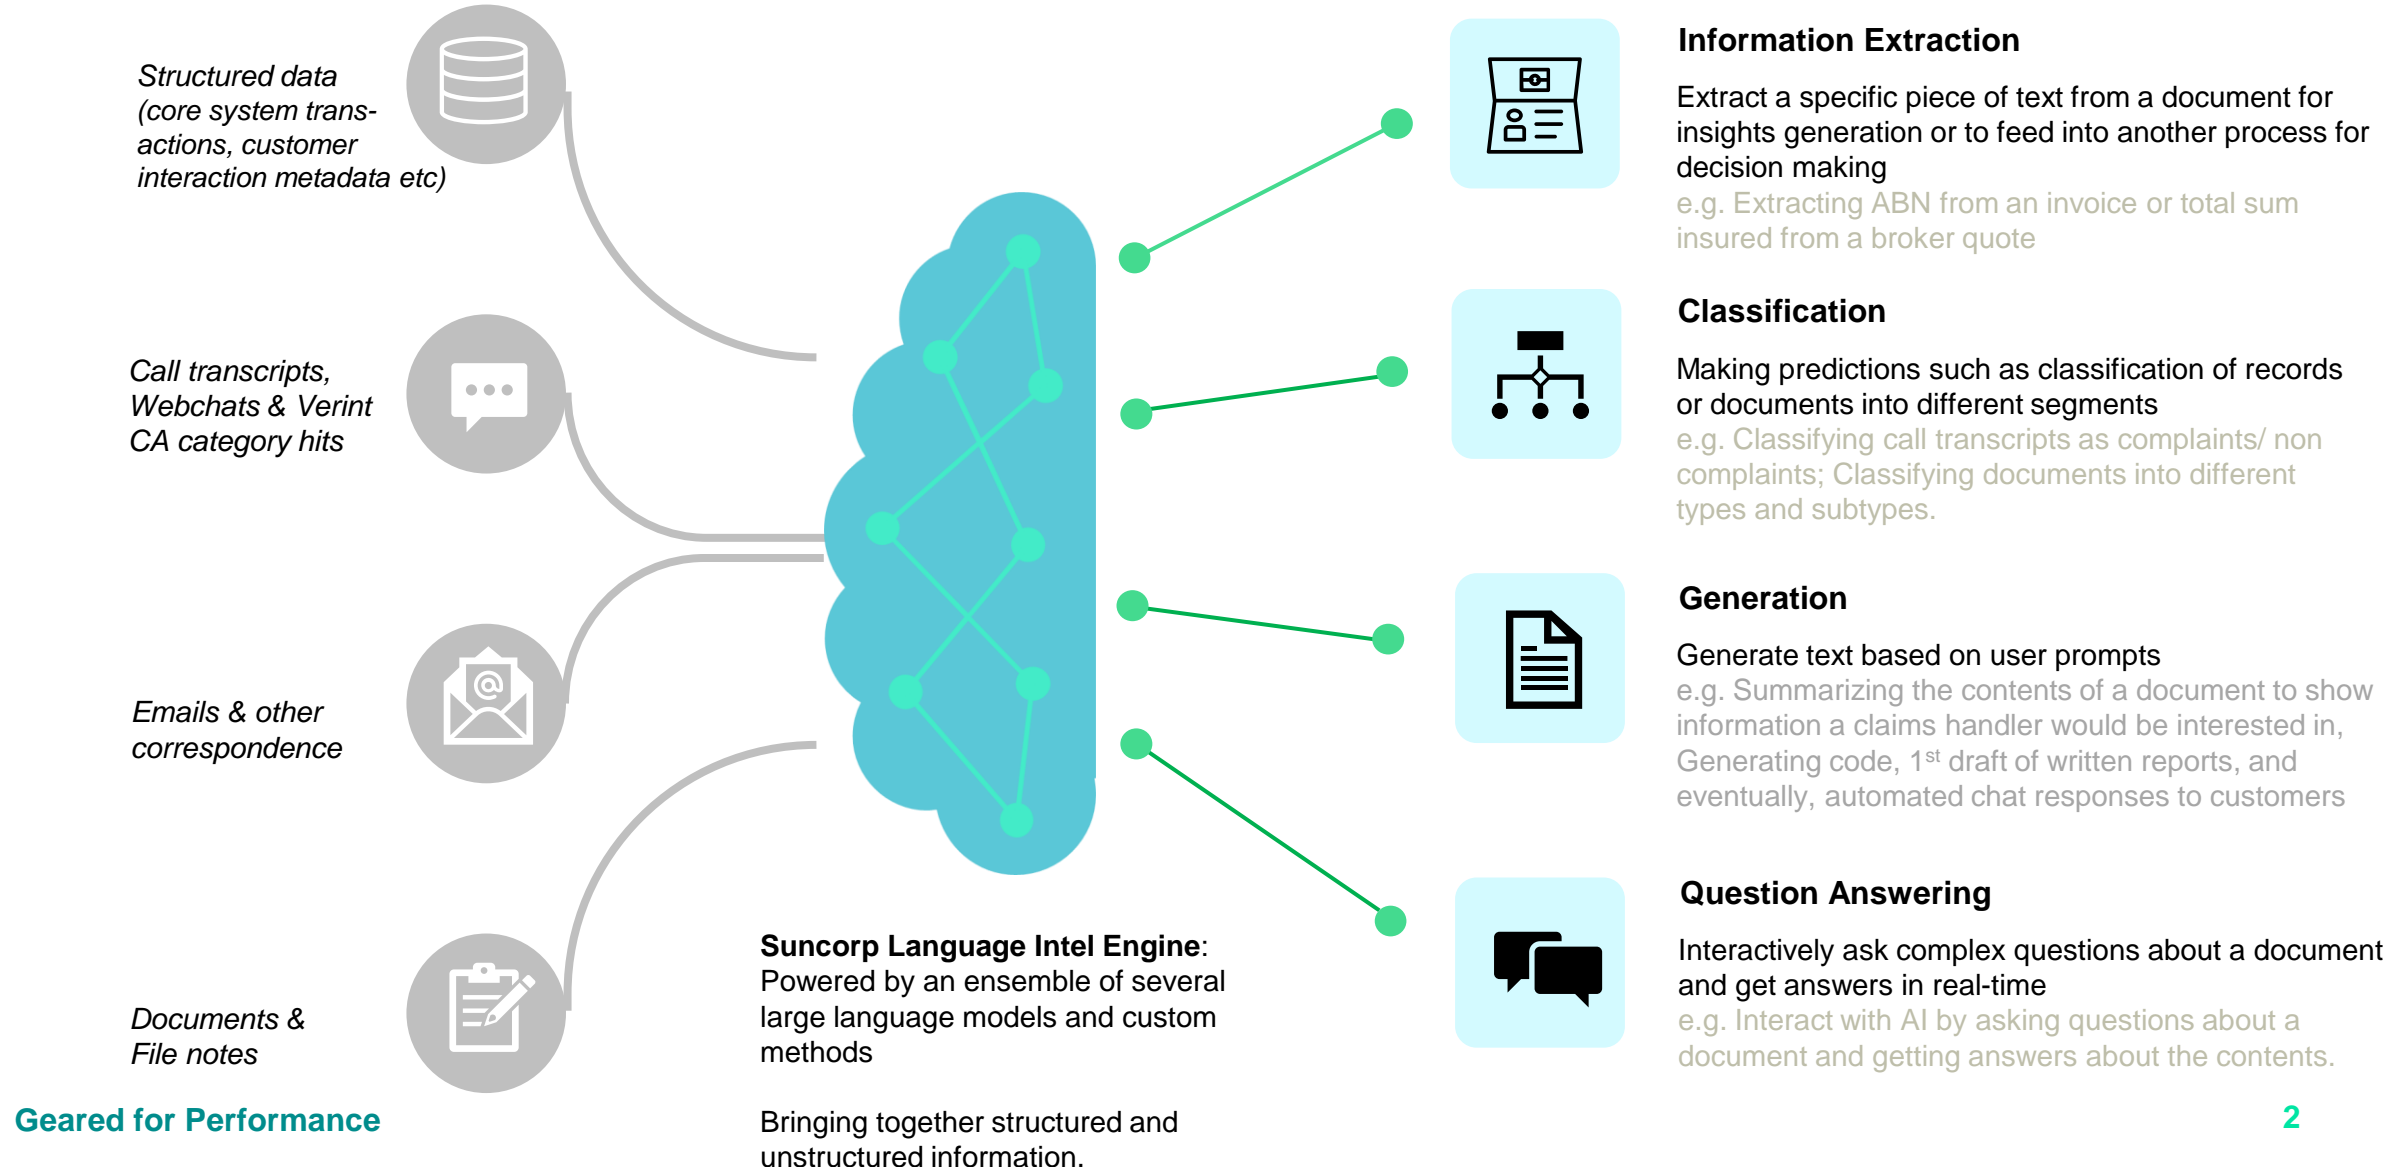 Structured data
(core system trans-
actions, customer
interaction metadata etc)
Call transcripts,
Webchats & Verint
CA category hits
Emails & other
correspondence
Documents &
File notes
Suncorp Language Intel Engine:
Powered by an ensemble of several
large language models and custom
methods
Bringing together structured and
unstructured information.
Information Extraction
Extract a specific piece of text from a document for
insights generation or to feed into another process for
decision making
e.g. Extracting ABN from an invoice or total sum
insured from a broker quote
Classification
Making predictions such as classification of records
or documents into different segments
e.g. Classifying call transcripts as complaints/ non
complaints; Classifying documents into different
types and subtypes.
Generation
Generate text based on user prompts
e.g. Summarizing the contents of a document to show
information a claims handler would be interested in,
Generating code, 1st draft of written reports, and
eventually, automated chat responses to customers
Question Answering
Interactively ask complex questions about a document
and get answers in real-time
e.g. Interact with AI by asking questions about a
document and getting answers about the contents.
Geared for Performance
2